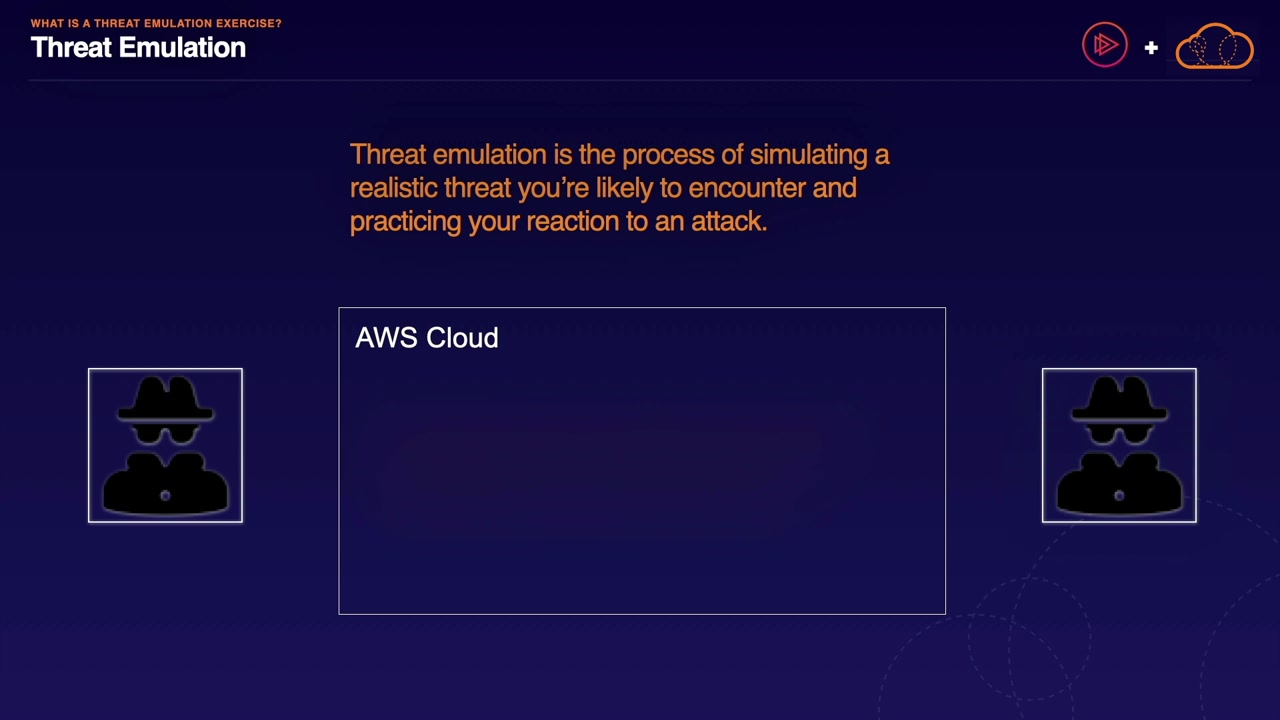 WHAT IS A THREAT EMULATION EXERCISE?
Threat Emulation
Threat emulation is the process of simulating a
realistic threat you’re likely to encounter and
practicing your reaction to an attack.
AWS Cloud